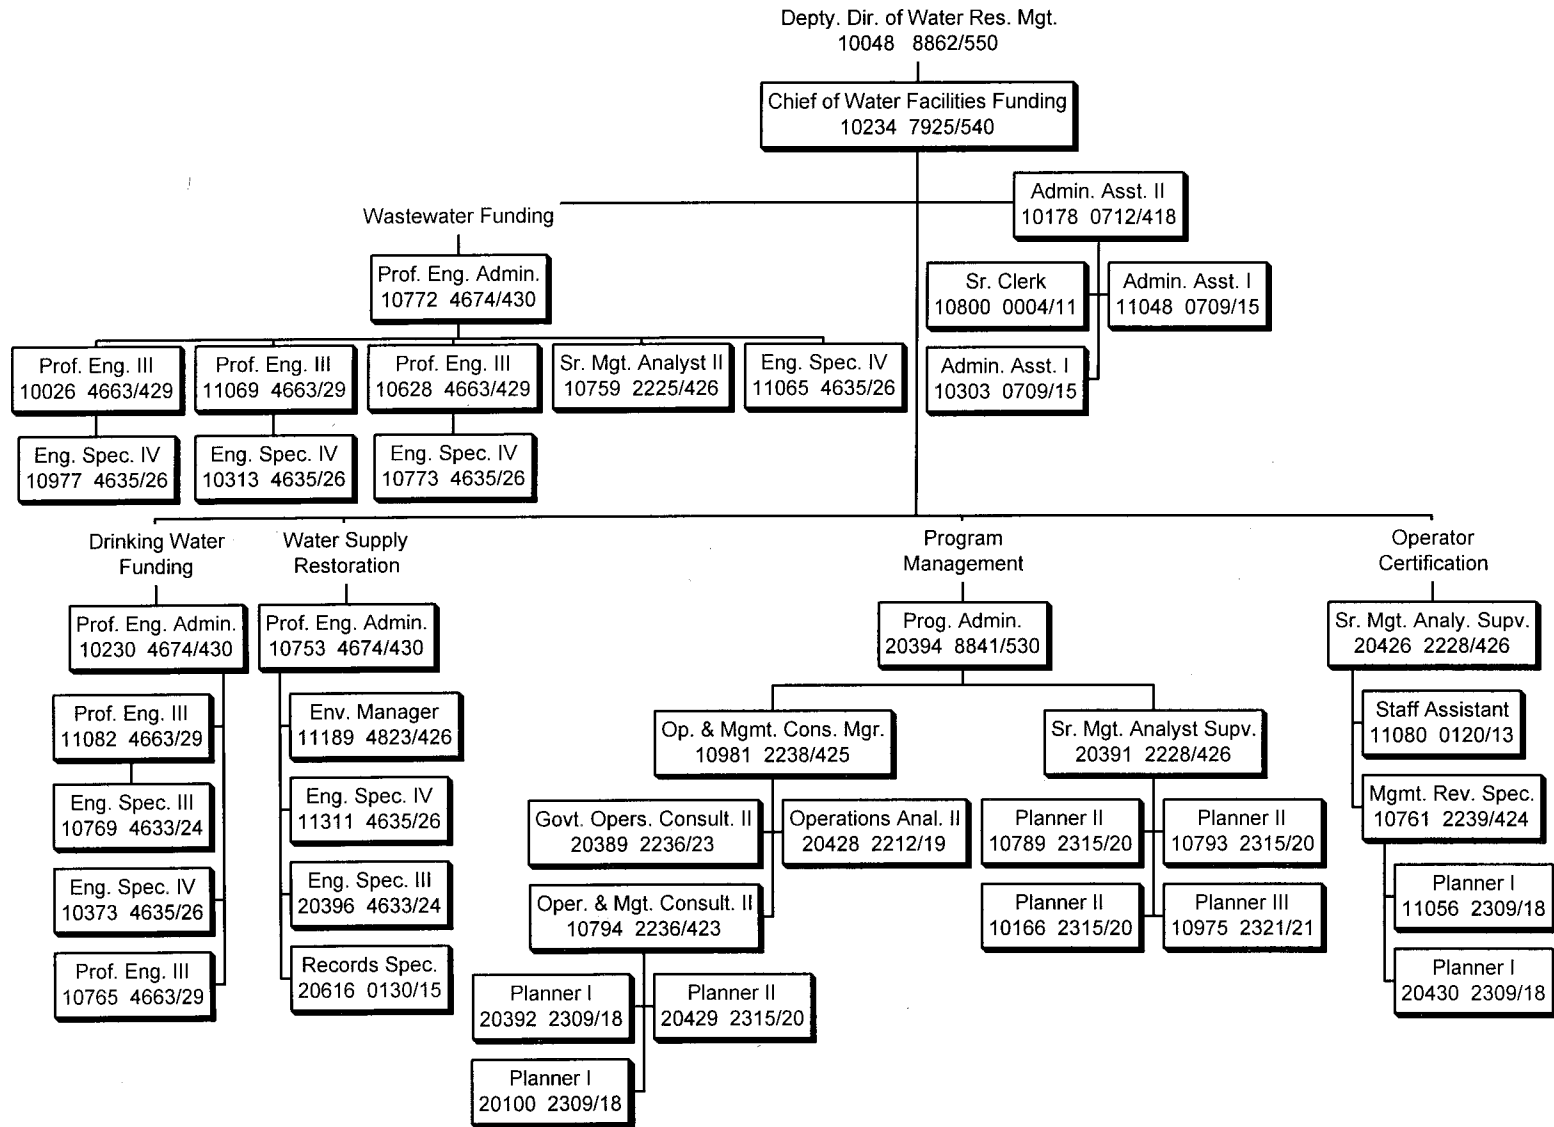 Depty. Dir. of Water Res. Mgt.
10048 8862/550
Chief of Water Facilities Funding
10234 7925/540
Admin. Asst. II
10178 0712/418
Sr. Clerk
10800 0004/11
Admin. Asst. I
11048 0709/15
Admin. Asst. I
10303 0709/15
Wastewater Funding
Prof. Eng. Admin.
10772 4674/430
Prof. Eng. III
10026 4663/429
Prof. Eng. III
11069 4663/29
Prof. Eng. III
10628 4663/429
Sr. Mgt. Analyst II
10759 2225/426
Eng. Spec. IV
11065 4635/26
Eng. Spec. IV
10977 4635/26
Eng. Spec. IV
10313 4635/26
Eng. Spec. IV
10773 4635/26
Drinking Water
Funding
Prof. Eng. Admin.
10230 4674/430
Prof. Eng. III
11082 4663/29
Eng. Spec. III
10769 4633/24
Eng. Spec. IV
10373 4635/26
Prof. Eng. III
10765 4663/29
Water Supply
Restoration
Prof. Eng. Admin.
10753 4674/430
Env. Manager
11189 4823/426
Eng. Spec. IV
11311 4635/26
Eng. Spec. III
20396 4633/24
Records Spec.
20616 0130/15
Program
Management
Prog. Admin.
20394 8841/530
Op. & Mgmt. Cons. Mgr.
10981 2238/425
Govt. Opers. Consult. II
20389 2236/23
Operations Anal. II
20428 2212/19
Oper. & Mgt. Consult. II
10794 2236/423
Planner I
20392 2309/18
Planner II
20429 2315/20
Planner I
20100 2309/18
Sr. Mgt. Analyst Supv.
20391 2228/426
Planner II
10789 2315/20
Planner II
10793 2315/20
Planner II
10166 2315/20
Planner III
10975 2321/21
Operator
Certification
Sr. Mgt. Analy. Supv.
20426 2228/426
Staff Assistant
11080 0120/13
Mgmt. Rev. Spec.
10761 2239/424
Planner I
11056 2309/18
Planner I
20430 2309/18